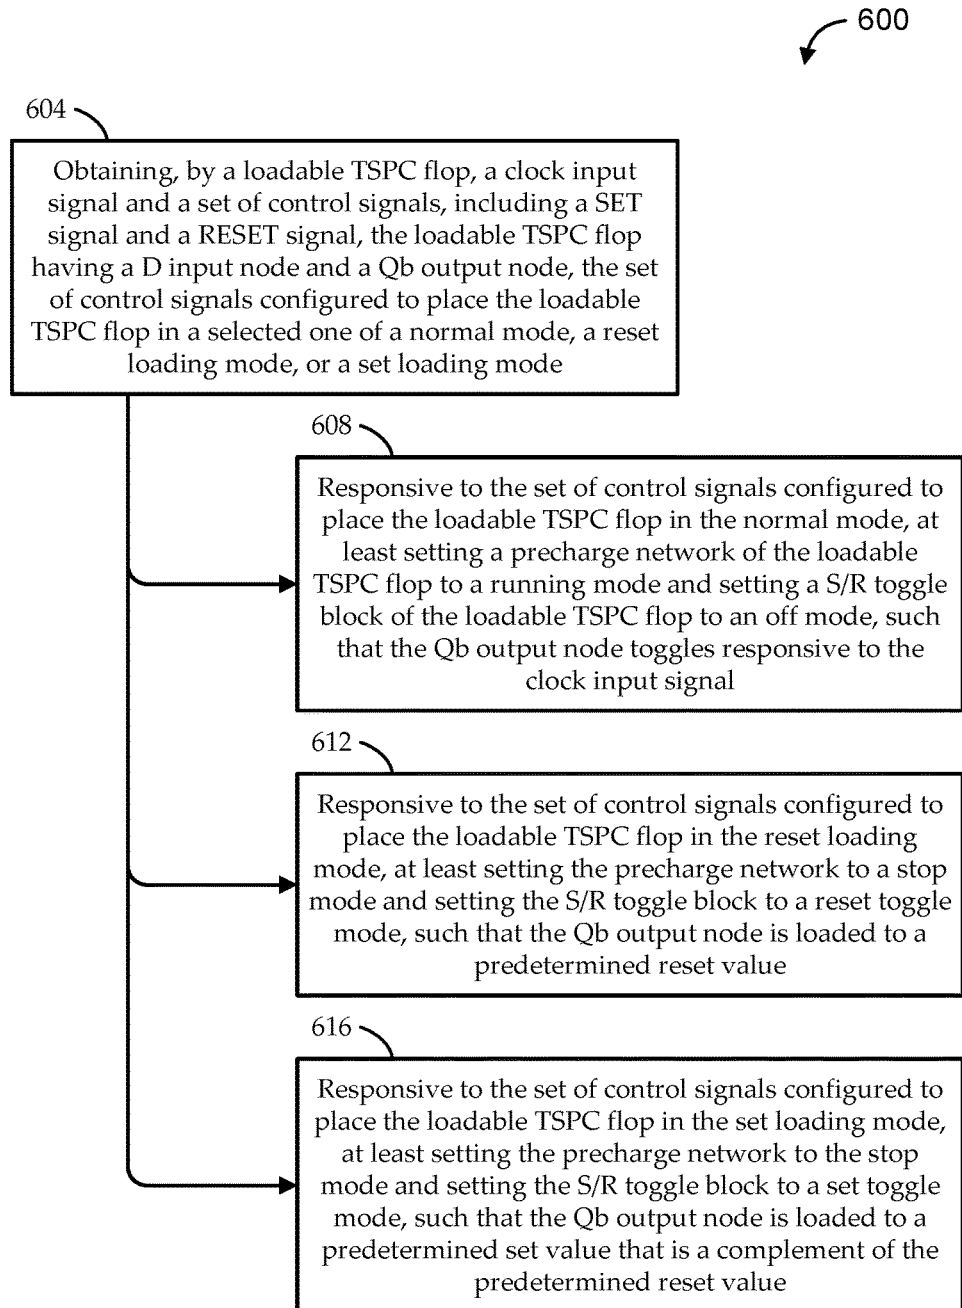 600
604
Obtaining, by a loadable TSPC flop, a clock input
signal and a set of control signals, including a SET
signal and a RESET signal, the loadable TSPC flop
having a D input node and a Qb output node, the set
of control signals configured to place the loadable
TSPC flop in a selected one of a normal mode, a reset
loading mode, or a set loading mode
608
Responsive to the set of control signals configured to
place the loadable TSPC flop in the normal mode, at
least setting a precharge network of the loadable
TSPC flop to a running mode and setting a S/R toggle
block of the loadable TSPC flop to an off mode, such
that the Qb output node toggles responsive to the
clock input signal
612
Responsive to the set of control signals configured to
place the loadable TSPC flop in the reset loading
mode, at least setting the precharge network to a stop
mode and setting the S/R toggle block to a reset toggle
mode, such that the Qb output node is loaded to a
predetermined reset value
616
Responsive to the set of control signals configured to
place the loadable TSPC flop in the set loading mode,
at least setting the precharge network to the stop
mode and setting the S/R toggle block to a set toggle
mode, such that the Qb output node is loaded to a
predetermined set value that is a complement of the
predetermined reset value